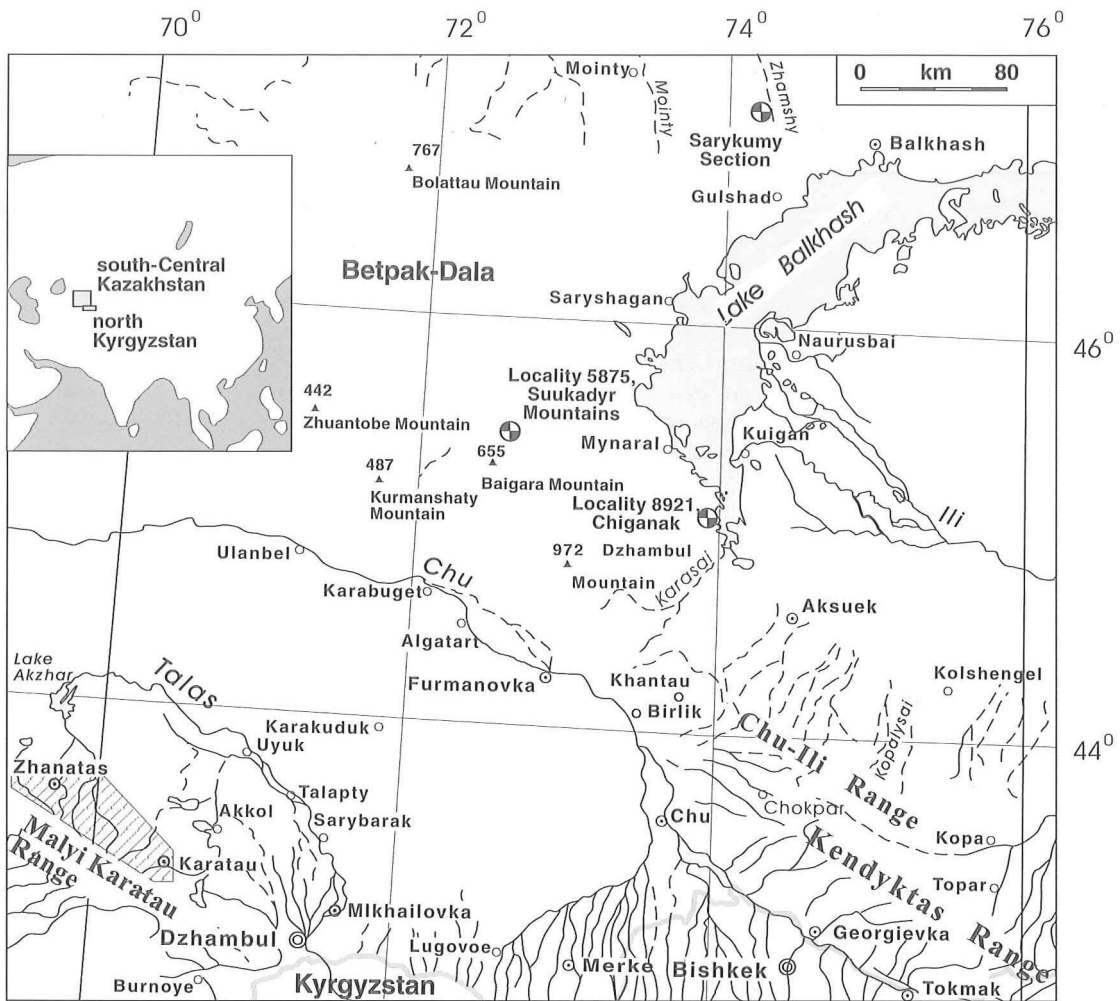 70⁰
72⁰
74⁰
76⁰
0 km 80
Mointy
Mointy
Zhamshy
Sarykumy
Section
Balkhash
767
Bolattau Mountain
Gulshad
Lake Balkhash
Betpak-Dala
south-Central
Kazakhstan
north
Kyrgyzstan
Saryshagan
Naurusbai
46⁰
Locality 5875,
Suukadyr
Mountains
442
Zhuantobe Mountain
Mynaral
Kuigan
655
Baigara Mountain
487
Kurmanshaty
Mountain
Locality 8921,
Chiganak
Ili
Ulanbel
Chu
972
Dzhambul
Mountain
Karasai
Karabuget
Aksuek
Algatart
Lake
Akzhar
Talas
Furmanovka
Khantau
Kolshengel
Birlik
Karakuduk
Uyuk
44⁰
Chu-Ili Range
Kopalysai
Zhanatas
Talapty
Chokpar
Akkol
Sarybarak
Chu
Kopa
Malyi Karatau
Range
Karatau
Kendyktas Range
Topar
MIkhailovka
Dzhambul
Lugovoe
Georgievka
Burnoye
Kyrgyzstan
Merke
Bishkek
Tokmak